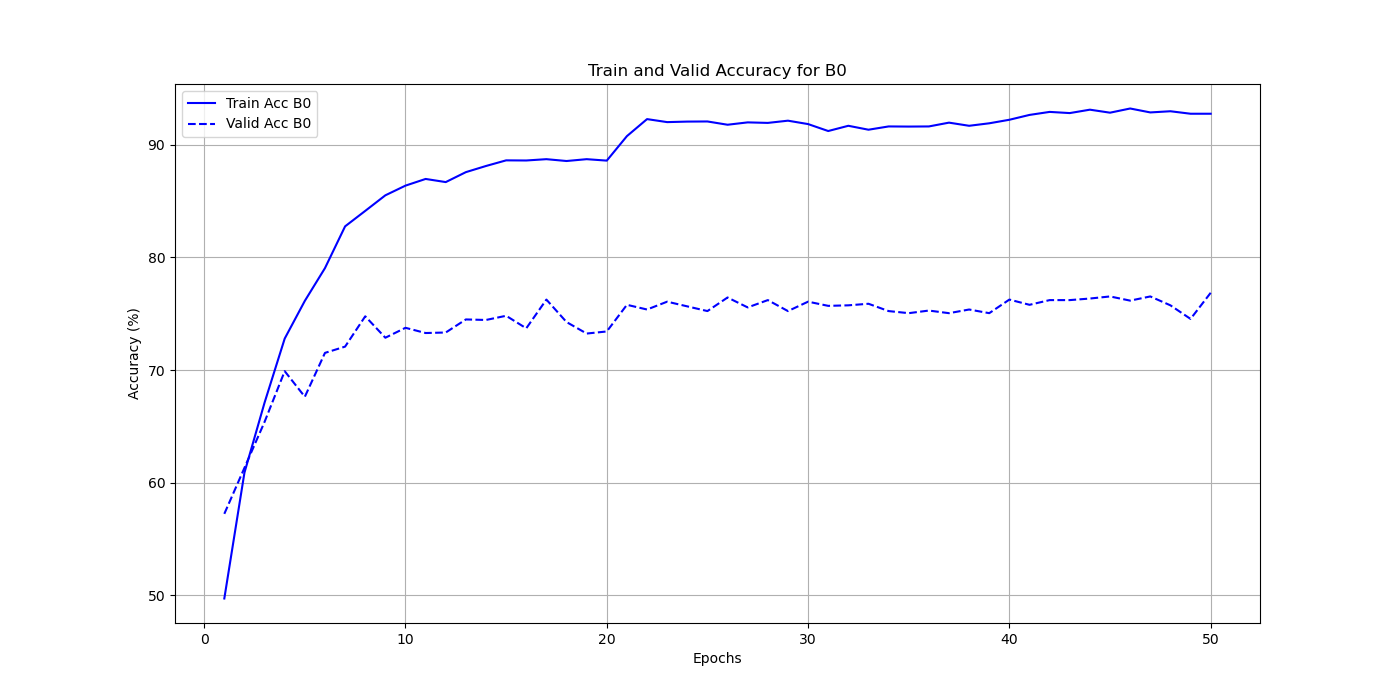 Train and Valid Accuracy for B0
Train Acc B0
Valid Acc B0
90
80
70
60
50
Accuracy (%)
0 10 20 30 40 50
Epochs